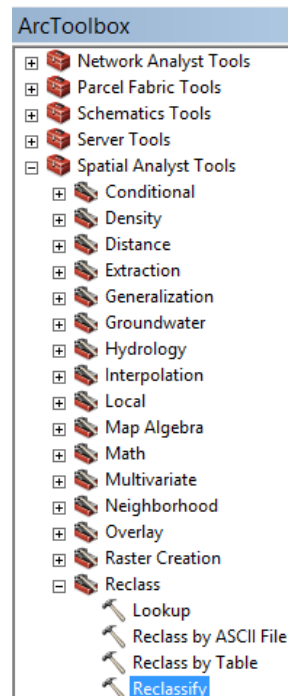 ArcToolbox
Network Analyst Tools
Parcel Fabric Tools
Schematics Tools
Server Tools
Spatial Analyst Tools
Conditional
Density
Distance
Extraction
Generalization
Groundwater
Hydrology
Interpolation
Local
Map Algebra
Math
Multivariate
Neighborhood
Overlay
Raster Creation
Reclass
Lookup
Reclass by ASCII File
Reclass by Table
Reclassify